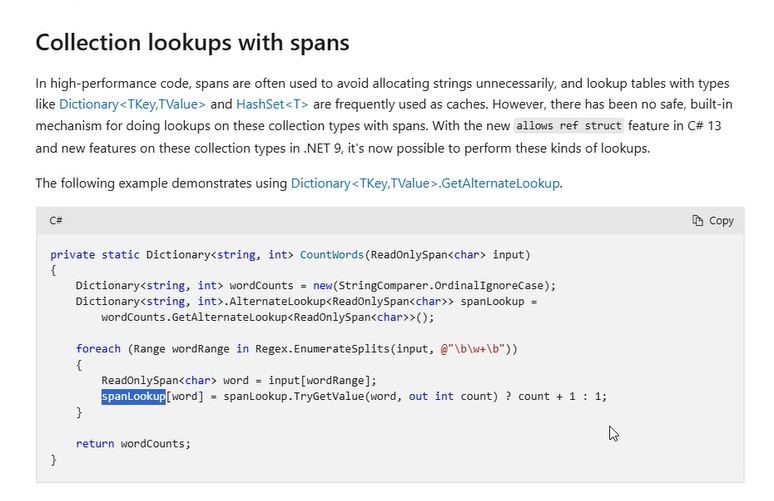 Collection lookups with spans
In high-performance code, spans are often used to avoid allocating strings unnecessarily, and lookup tables with types
like Dictionary<TKey,TValue> and HashSet<T> are frequently used as caches. However, there has been no safe, built-in
mechanism for doing lookups on these collection types with spans. With the new allows ref struct feature in C# 13
and new features on these collection types in .NET 9, it's now possible to perform these kinds of lookups.
The following example demonstrates using Dictionary<TKey,TValue>.GetAlternateLookup.
C# Copy
private static Dictionary<string, int> CountWords(ReadOnlySpan<char> input)
{
    Dictionary<string, int> wordCounts = new(StringComparer.OrdinalIgnoreCase);
    Dictionary<string, int>.AlternateLookup<ReadOnlySpan<char>> spanLookup =
        wordCounts.GetAlternateLookup<ReadOnlySpan<char>>();
    foreach (Range wordRange in Regex.EnumerateSplits(input, @"\b\w+\b"))
    {
        ReadOnlySpan<char> word = input[wordRange];
        spanLookup[word] = spanLookup.TryGetValue(word, out int count) ? count + 1 : 1;
    }
    return wordCounts;
}